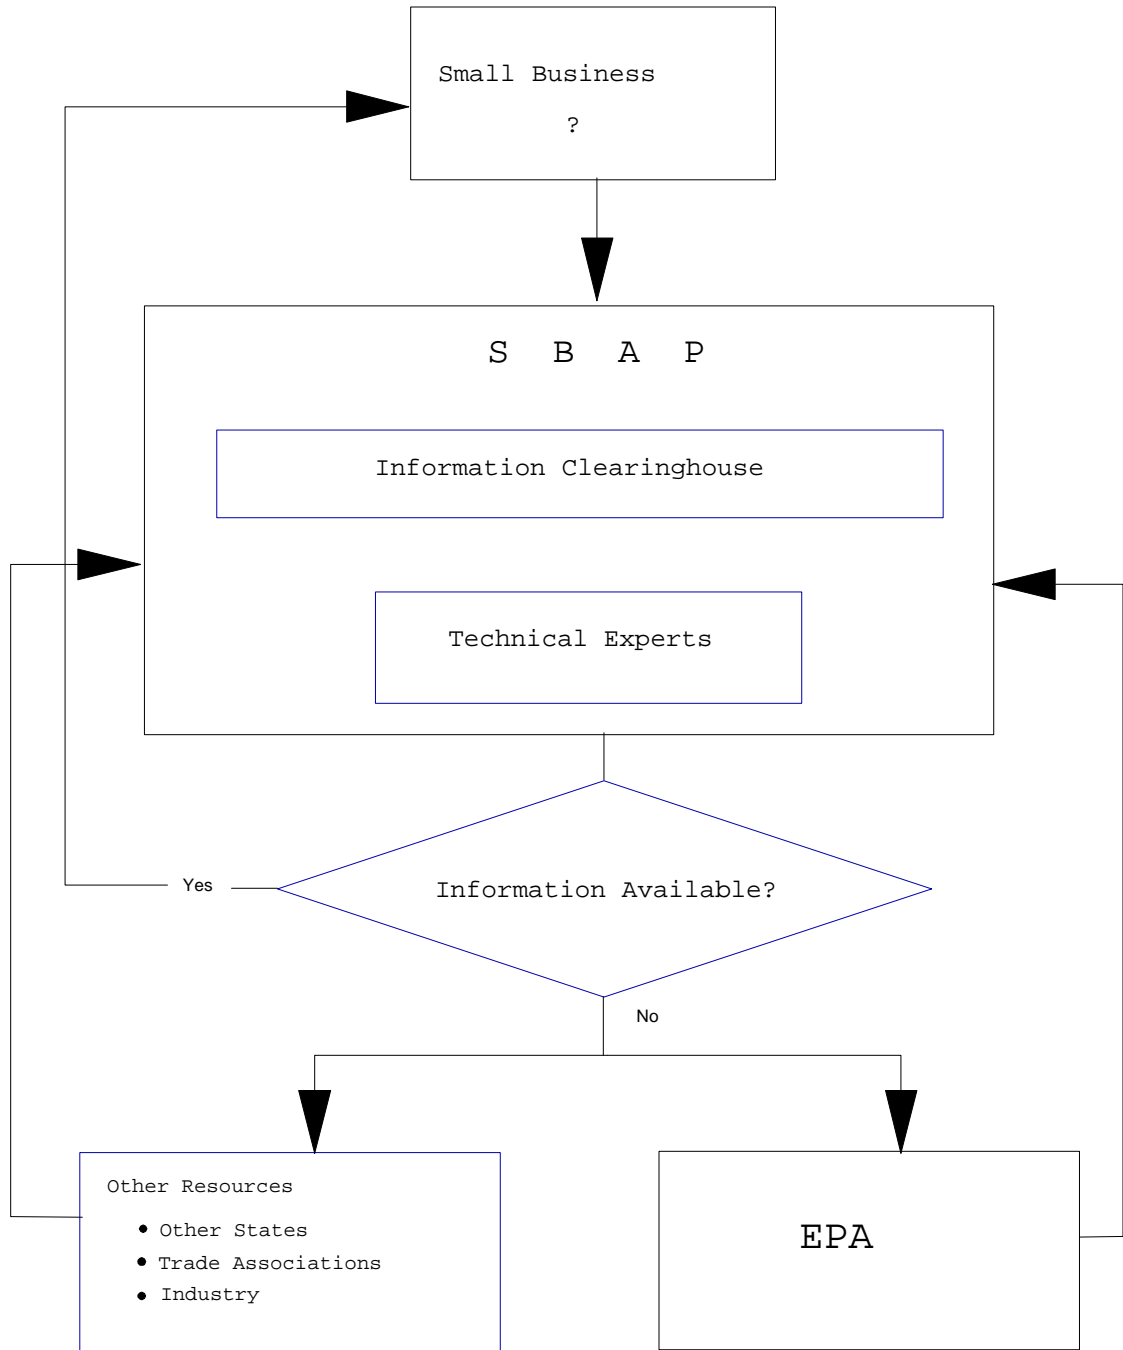 Small Business
?
S B A P
Information Clearinghouse
Technical Experts
Yes
Information Available?
No
Other Resources
● Other States
● Trade Associations
● Industry
EPA